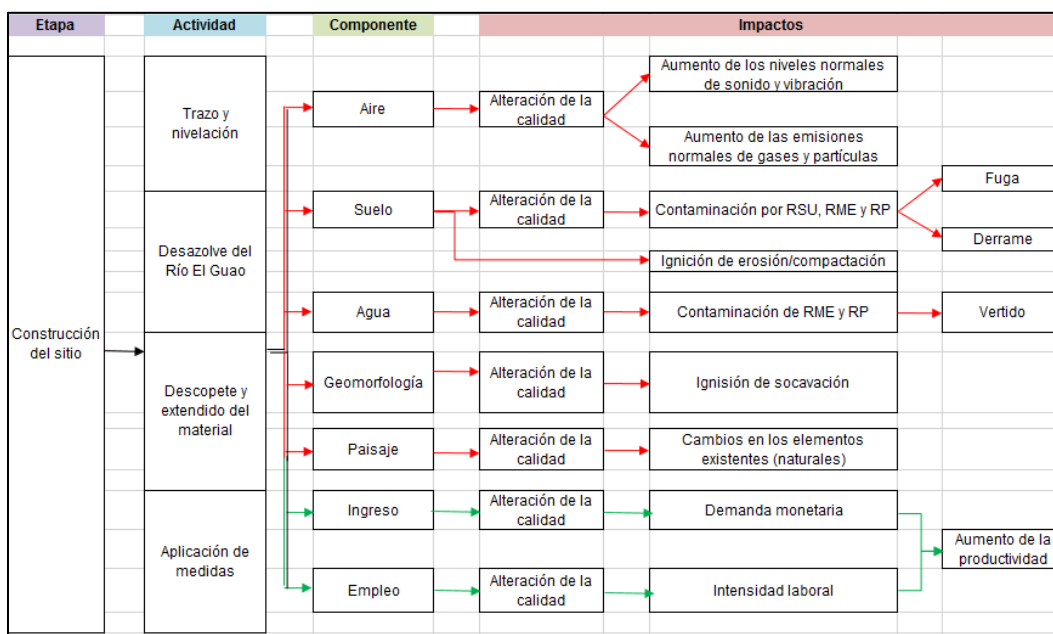 Etapa
Actividad
Componente
Impactos
Construcción
del sitio
Trazo y
nivelación
Desazolve del
Río El Guao
Descopete y
extendido del
material
Aplicación de
medidas
Aire
Alteración de la
calidad
Aumento de los niveles normales
de sonido y vibración
Aumento de las emisiones
normales de gases y partículas
Suelo
Alteración de la
calidad
Contaminación por RSU, RME y RP
Fuga
Derrame
Ignición de erosión/compactación
Agua
Alteración de la
calidad
Contaminación de RME y RP
Vertido
Geomorfología
Alteración de la
calidad
Ignisión de socavación
Paisaje
Alteración de la
calidad
Cambios en los elementos
existentes (naturales)
Ingreso
Alteración de la
calidad
Demanda monetaria
Aumento de la
productividad
Empleo
Alteración de la
calidad
Intensidad laboral